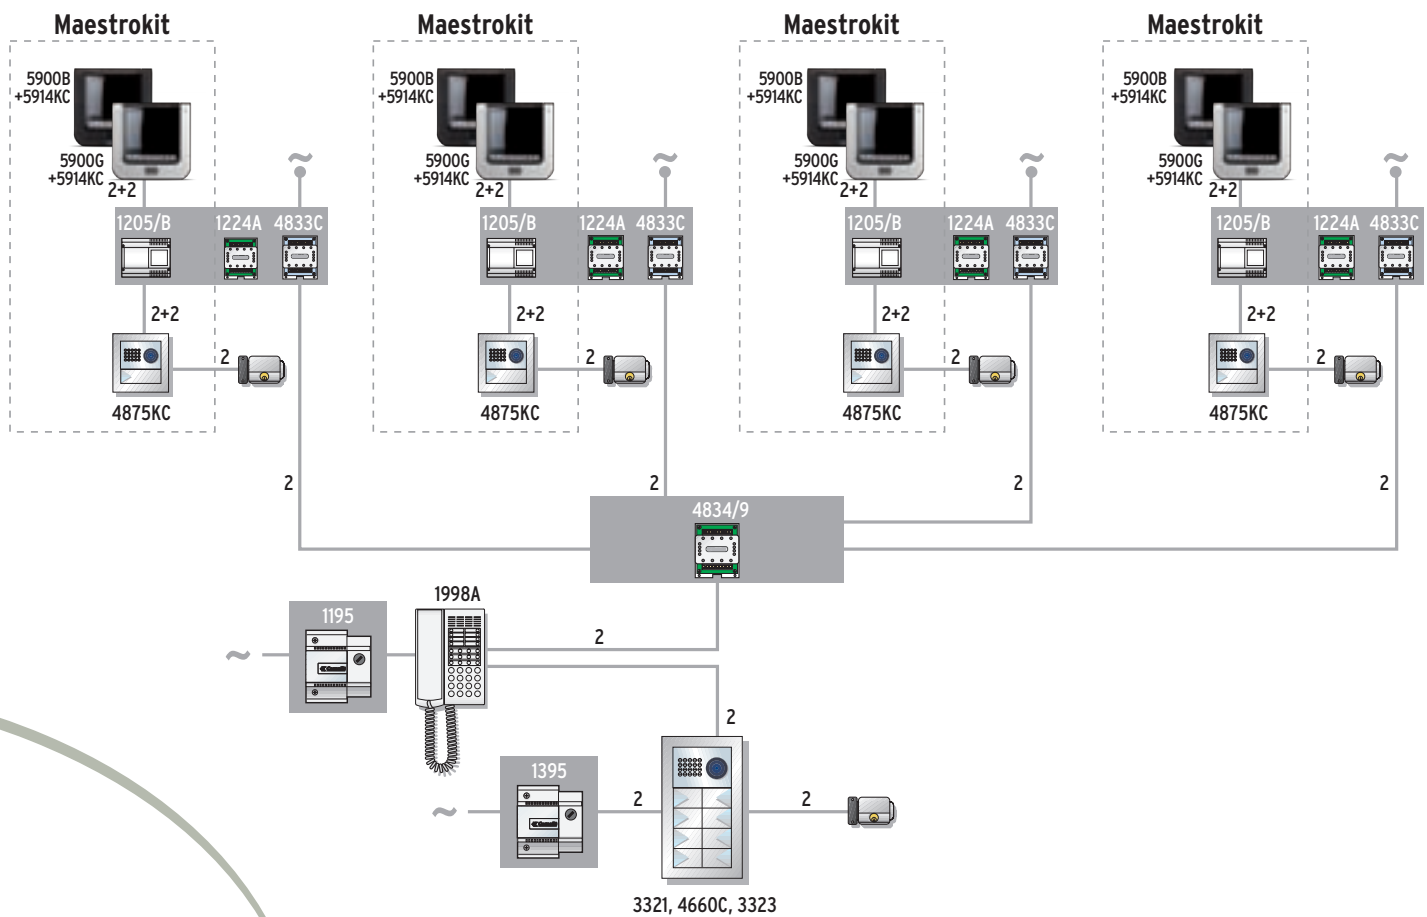 Maestrokit
Maestrokit
Maestrokit
Maestrokit
5900B
+5914KC
5900G
+5914KC
2+2
1205/B
1224A
4833C
2+2
2
4875KC
5900B
+5914KC
5900G
+5914KC
2+2
1205/B
1224A
4833C
2+2
2
4875KC
5900B
+5914KC
5900G
+5914KC
2+2
1205/B
1224A
4833C
2+2
2
4875KC
5900B
+5914KC
5900G
+5914KC
2+2
1205/B
1224A
4833C
2+2
2
4875KC
2
2
2
2
4834/9
1998A
1195
Comelit
2
2
1395
Comelit
2
2
3321, 4660C, 3323